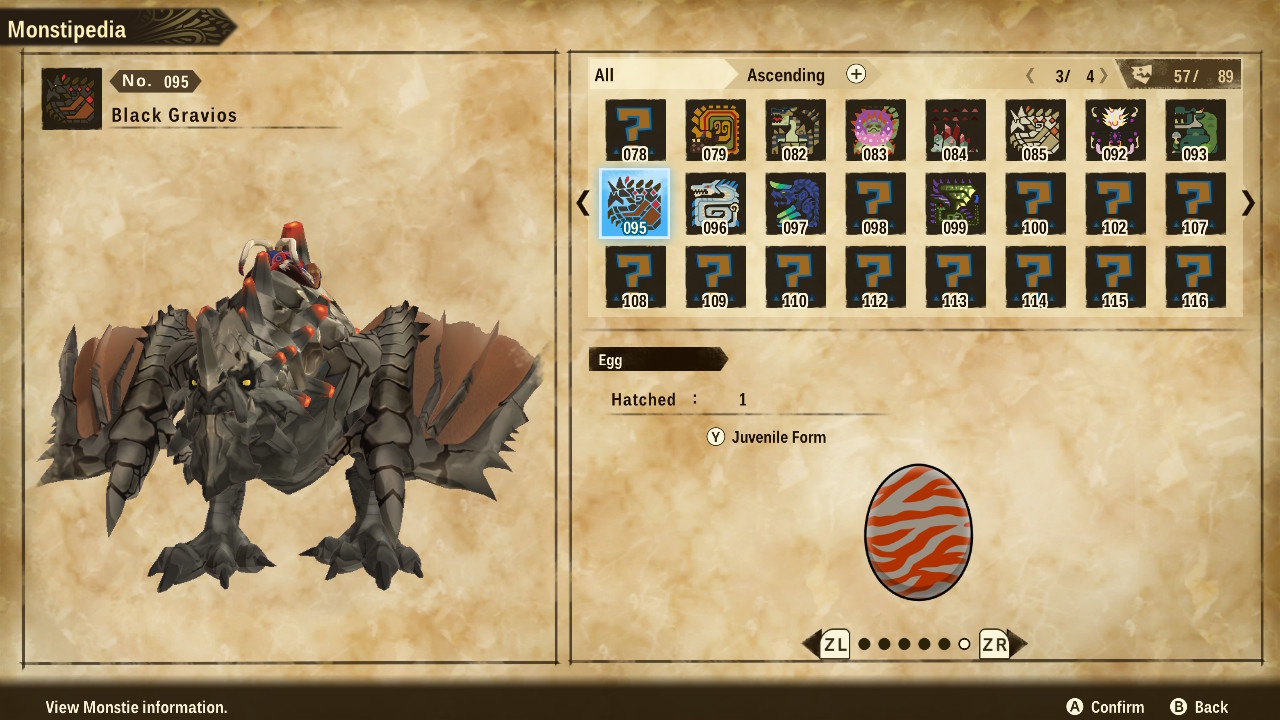 Monstipedia
No. 095
Black Gravios
All
Ascending +
3/ 4
57/ 89
? 078
079
082
083
084
085
092
093
095
096
097
? 098
099
? 100
? 102
? 107
? 108
? 109
? 110
? 112
? 113
? 114
? 115
? 116
Egg
Hatched : 1
Y Juvenile Form
ZL
ZR
View Monstie information.
A Confirm
B Back